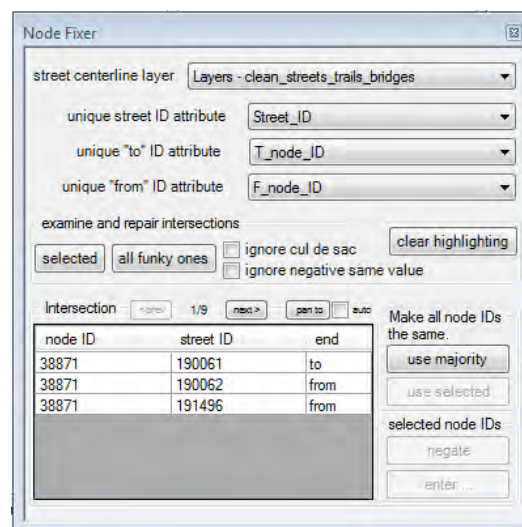 Node Fixer
street centerline layer Layers - clean_streets_trails_bridges
unique street ID attribute Street_ID
unique "to" ID attribute T_node_ID
unique "from" ID attribute F_node_ID
examine and repair intersections
selected all funky ones ignore cul de sac clear highlighting
ignore negative same value
Intersection < prev 1/9 next > pan to auto
Make all node IDs
the same.
node ID street ID end
38871 190061 to
38871 190062 from
38871 191496 from
use majority
use selected
selected node IDs
negate
enter ...